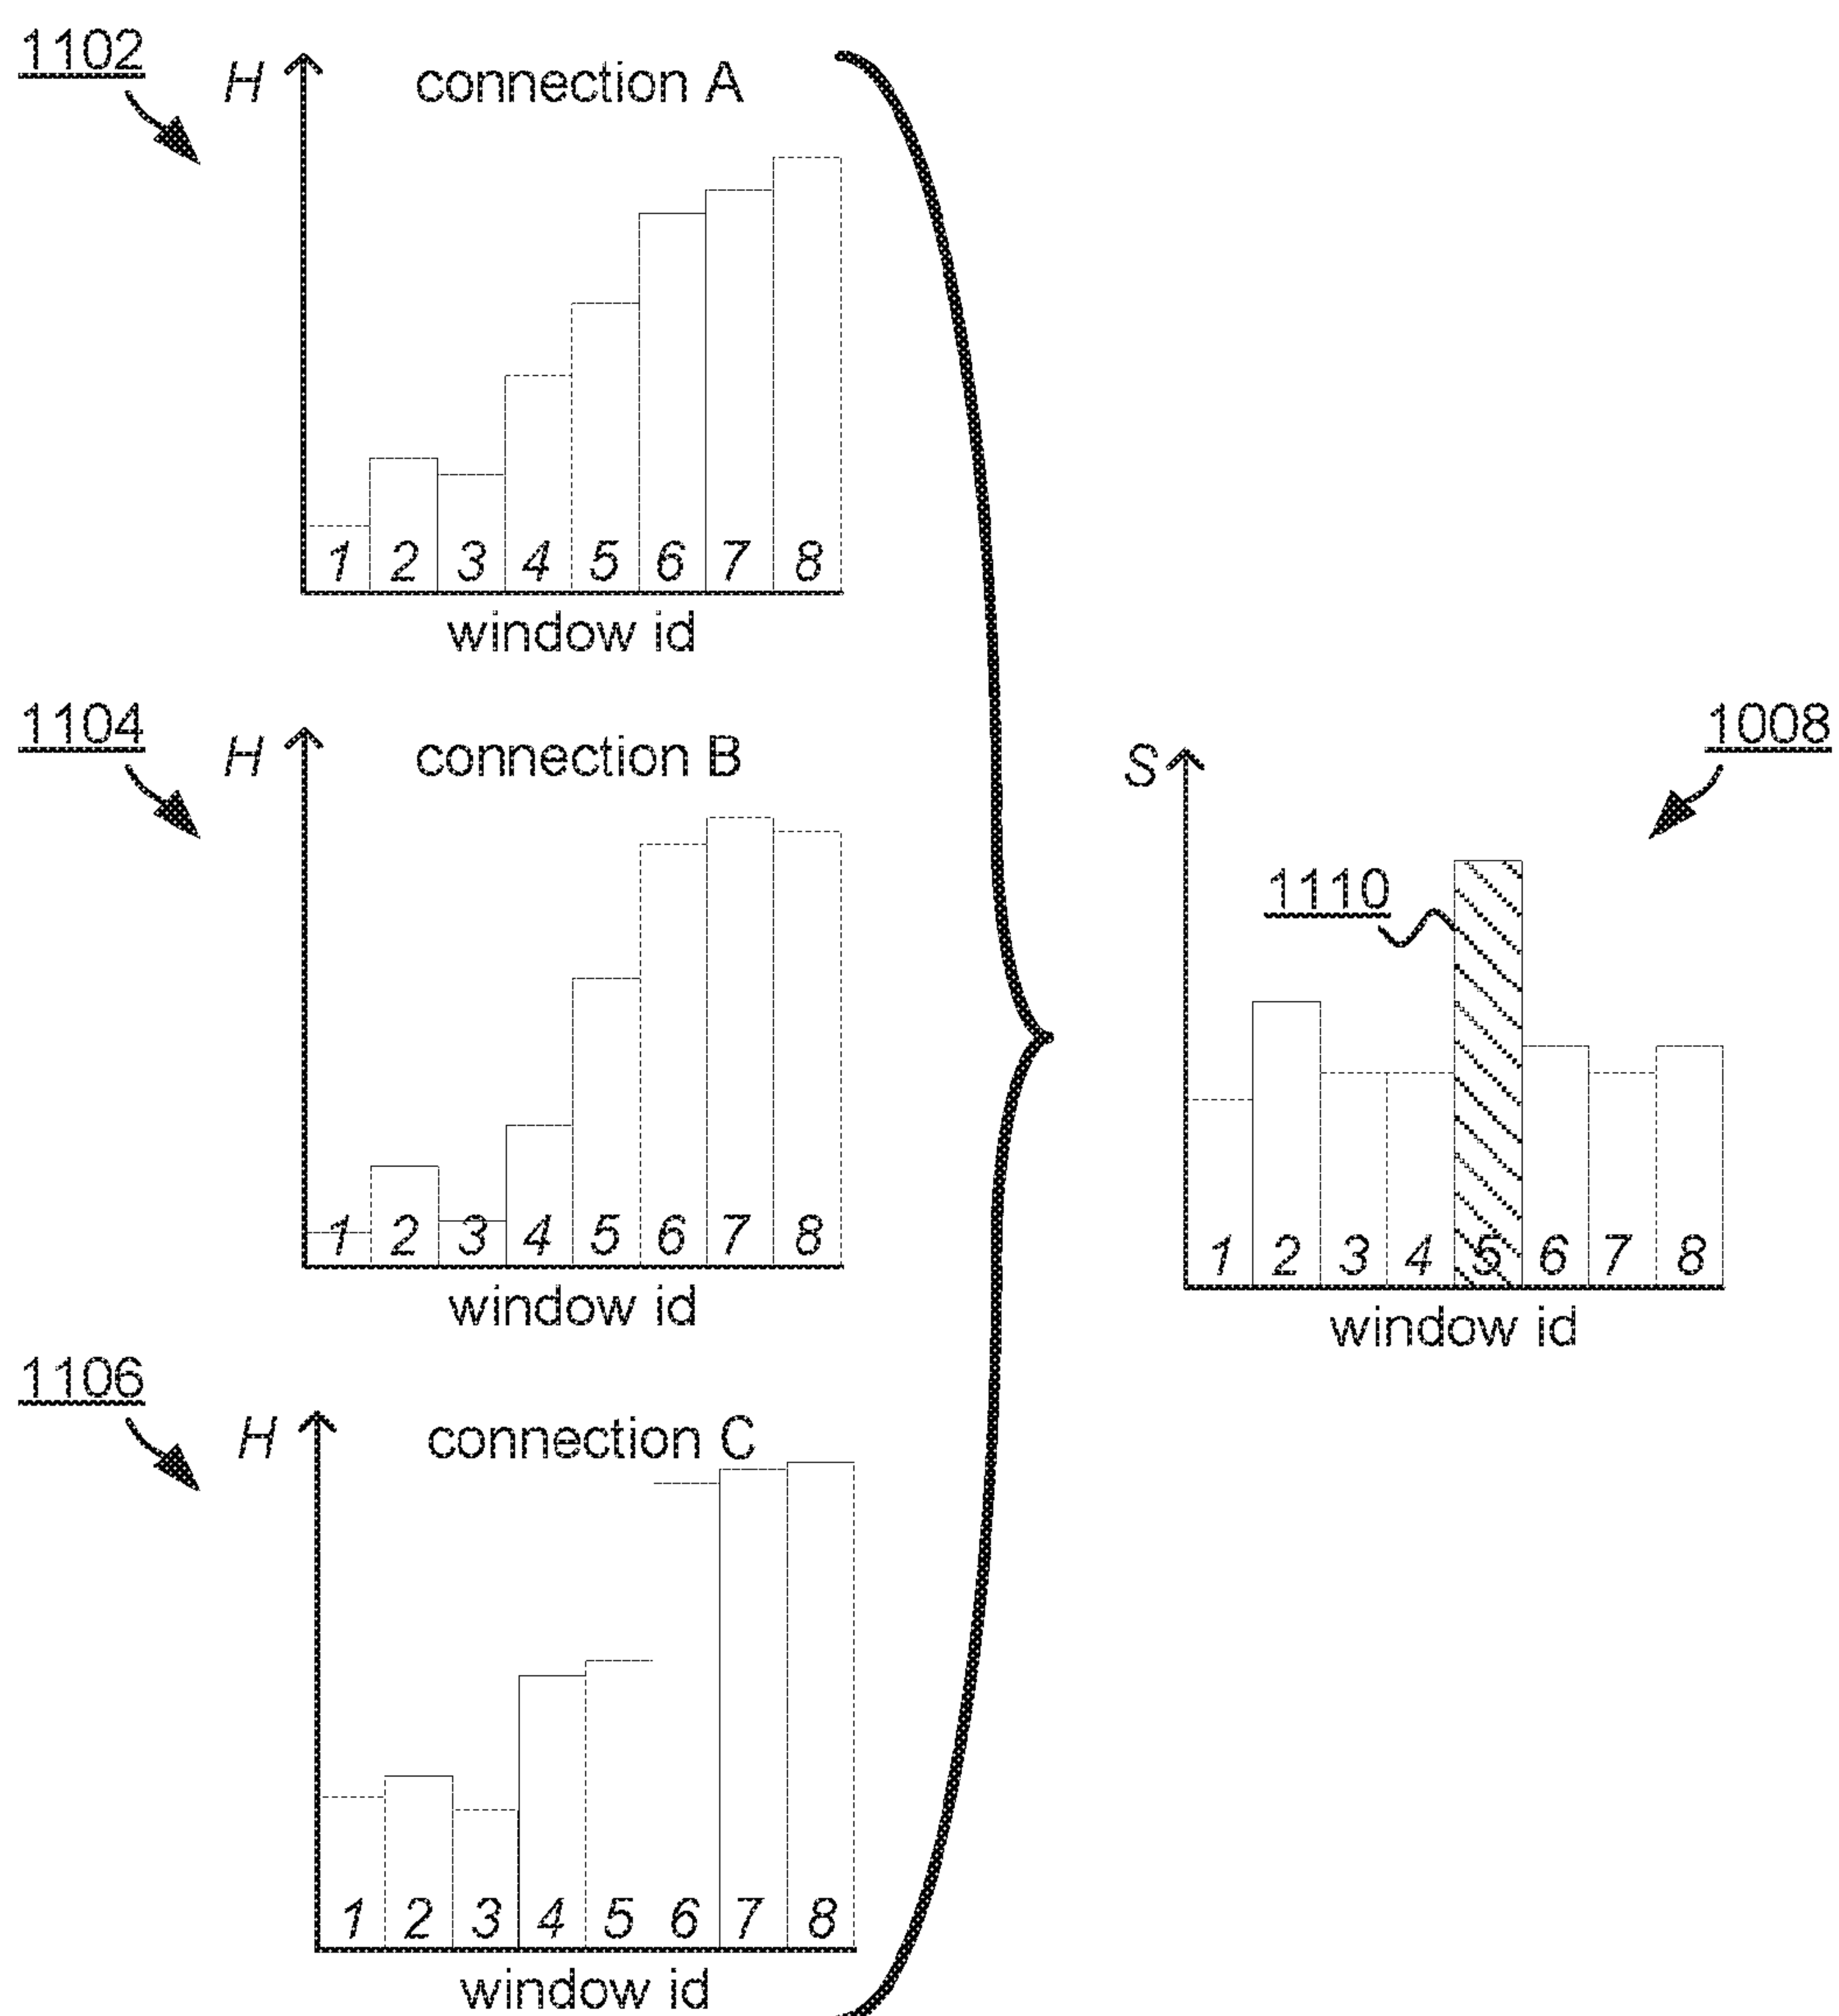 1102
H
connection A
1 2 3 4 5 6 7 8
window id
1104
H
connection B
1 2 3 4 5 6 7 8
window id
1106
H
connection C
1 2 3 4 5 6 7 8
window id
1008
S
1110
1 2 3 4 5 6 7 8
window id